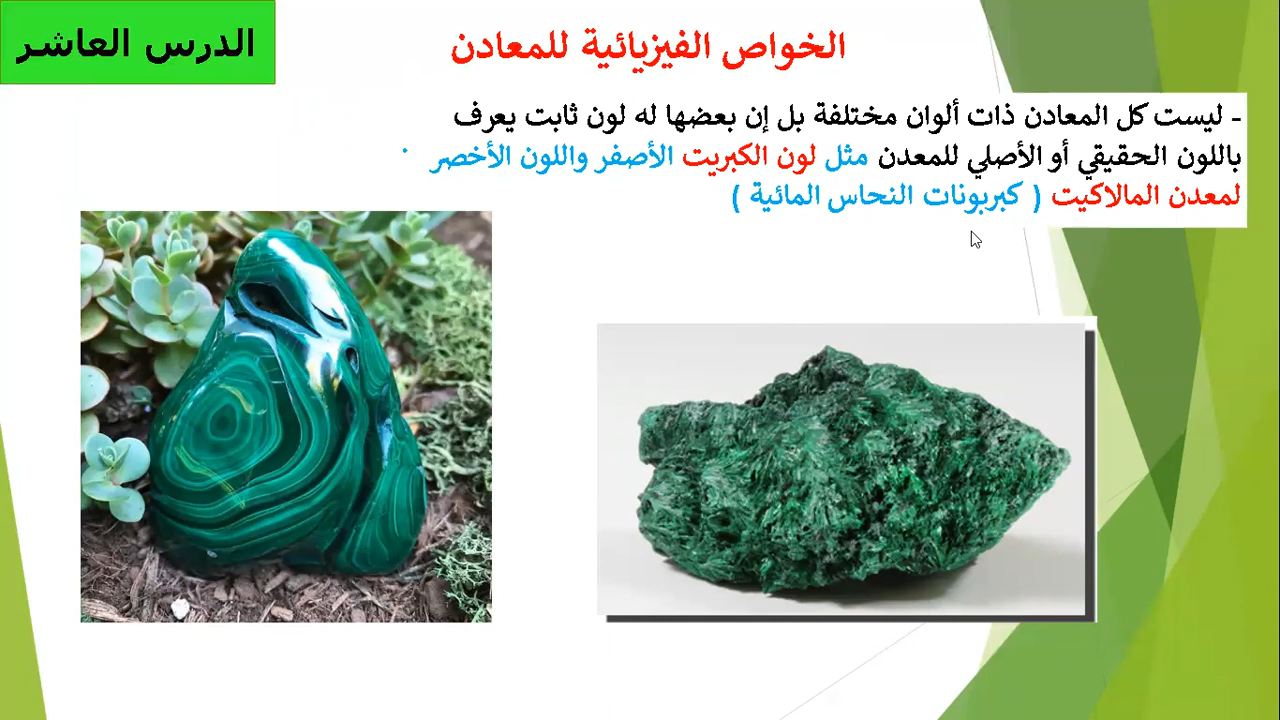 الدرس العاشر
الخواص الفيزيائية للمعادن
- ليست كل المعادن ذات ألوان مختلفة بل إن بعضها له لون ثابت يعرف
باللون الحقيقي أو الأصلي للمعدن مثل لون الكبريت الأصفر واللون الأخضر
لمعدن المالاكيت ( كبربونات النحاس المائية )